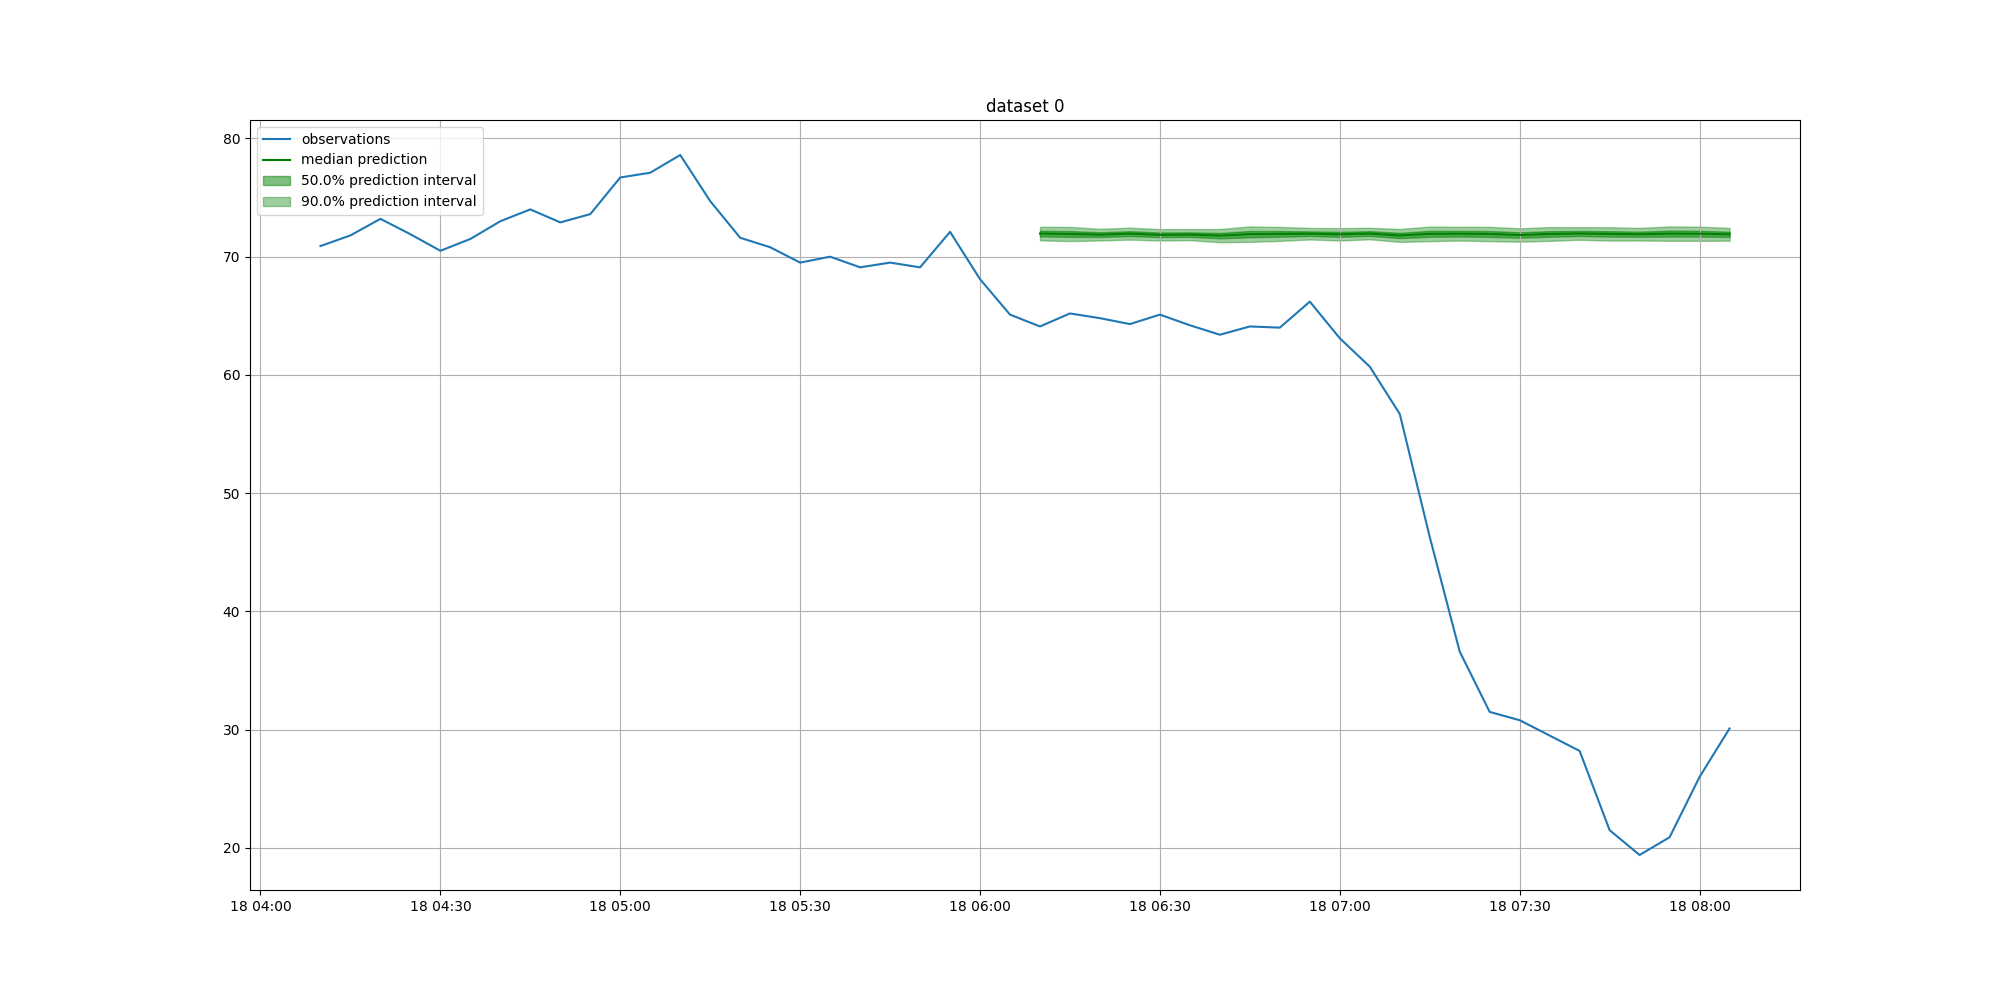 dataset 0
observations
median prediction
50.0% prediction interval
90.0% prediction interval
80
70
60
50
40
30
20
18 04:00 18 04:30 18 05:00 18 05:30 18 06:00 18 06:30 18 07:00 18 07:30 18 08:00